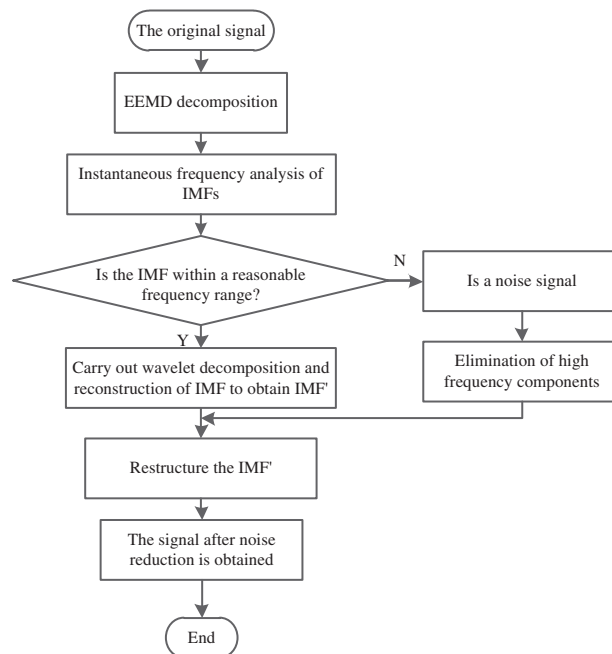 The original signal
EEMD decomposition
Instantaneous frequency analysis of
IMFs
Is the IMF within a reasonable
frequency range?
N
Is a noise signal
Y
Carry out wavelet decomposition and
reconstruction of IMF to obtain IMF'
Elimination of high
frequency components
Restructure the IMF'
The signal after noise
reduction is obtained
End